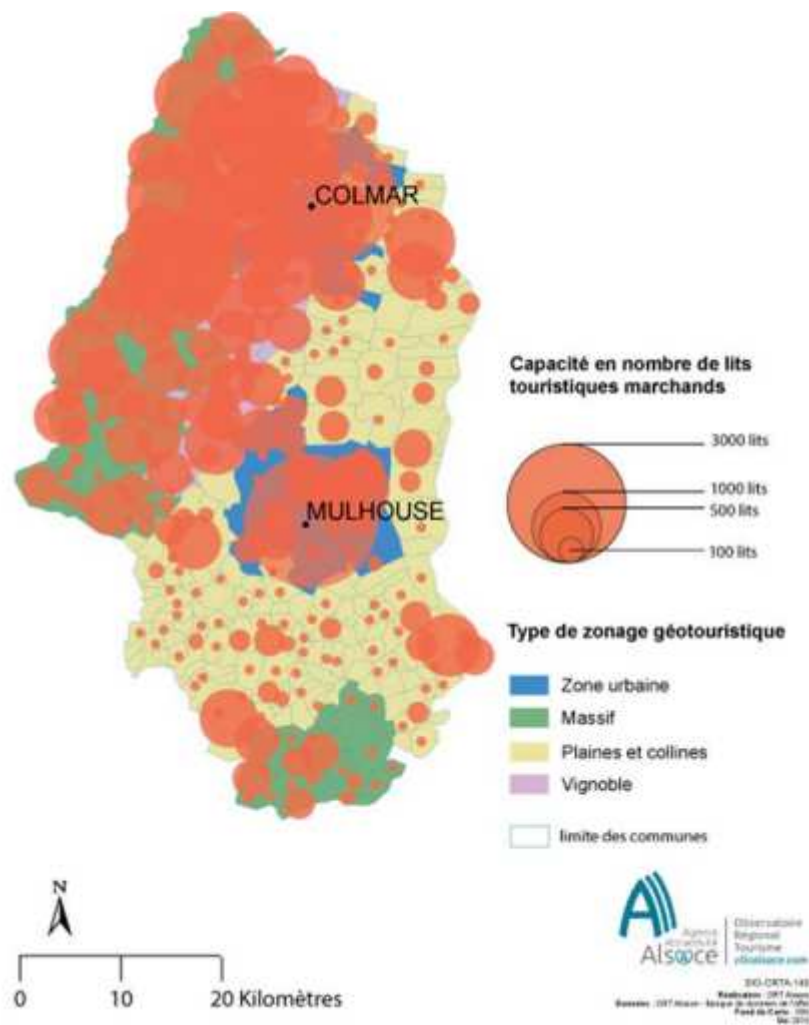 COLMAR
MULHOUSE
Capacité en nombre de lits
touristiques marchands
3000 lits
1000 lits
500 lits
100 lits
Type de zonage géotouristique
Zone urbaine
Massif
Plaines et collines
Vignoble
limite des communes
N
0 10 20 Kilomètres
Agence
Attractivité
Alsace
Observatoire
Régional
Tourisme